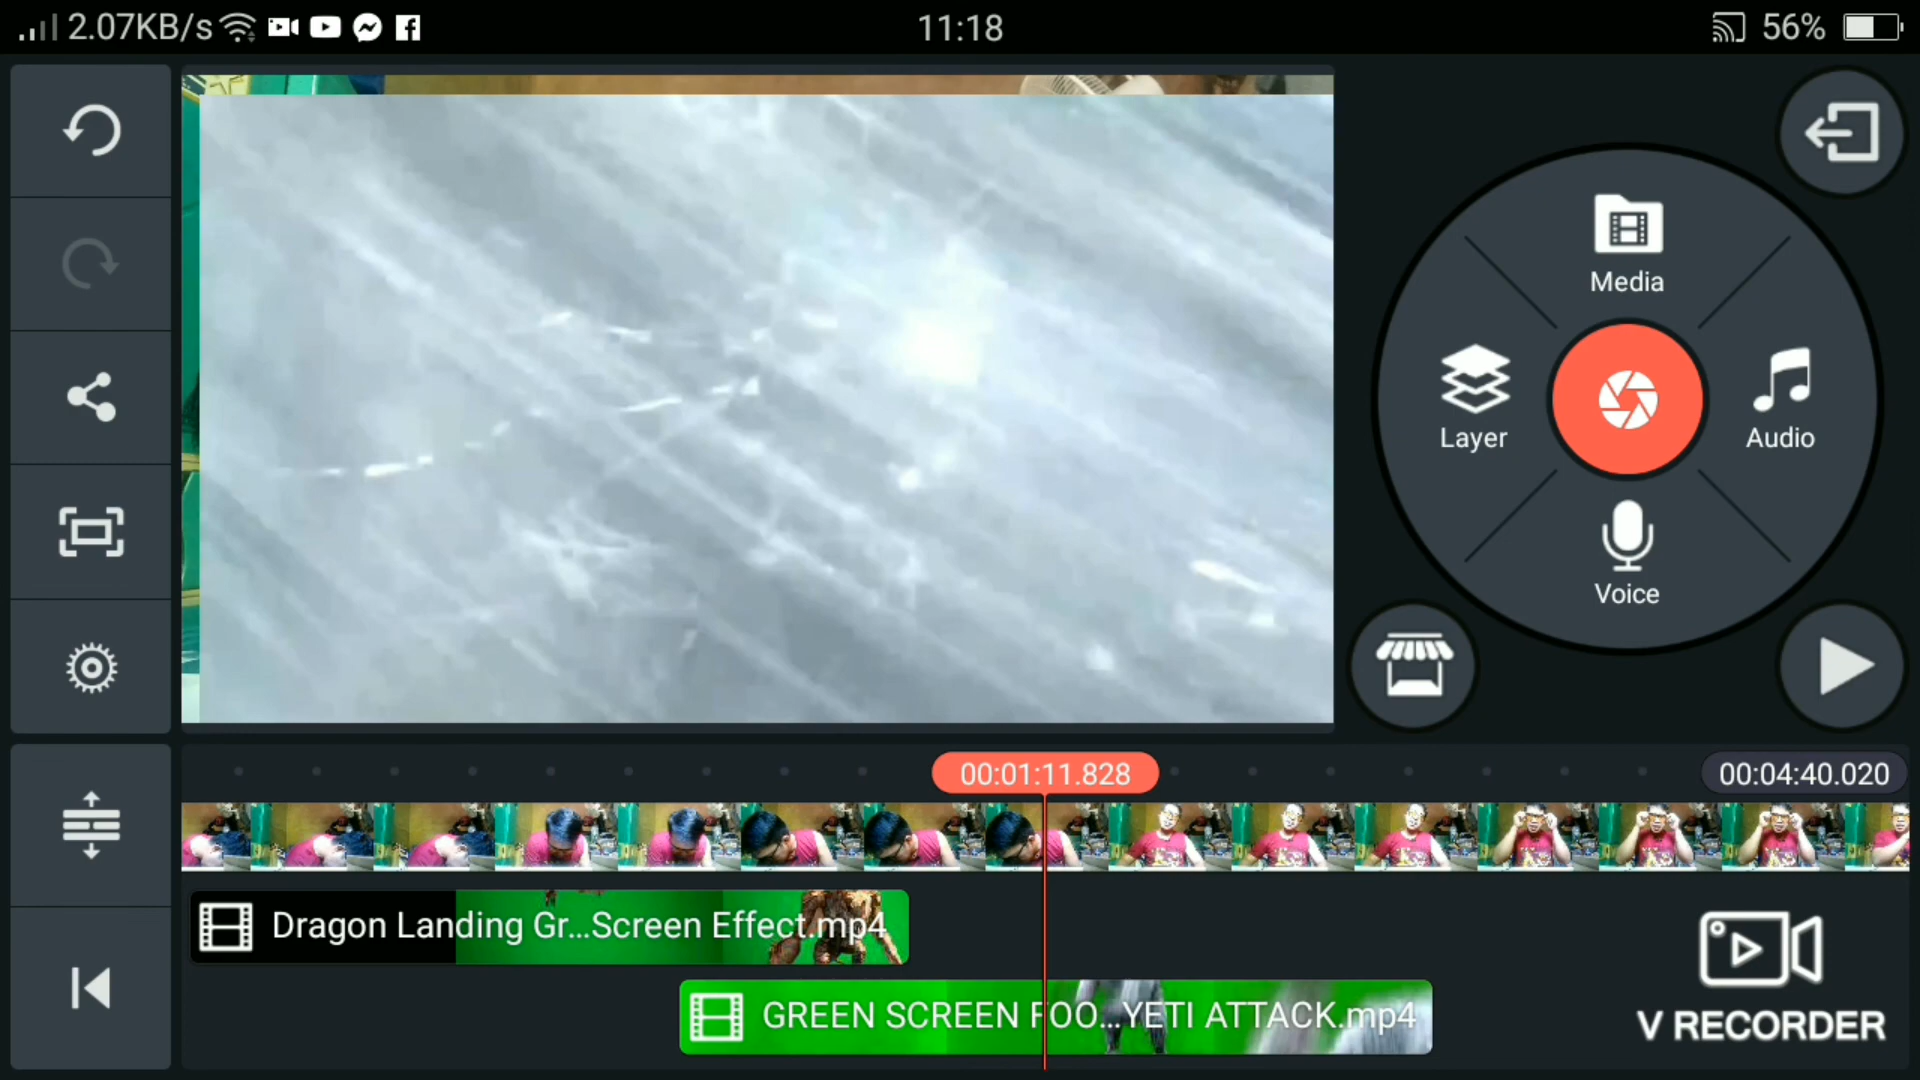 2.07KB/s
11:18
56%
Media
Layer
Audio
Voice
00:01:11.828
00:04:40.020
Dragon Landing Gr...Screen Effect.mp4
GREEN SCREEN FOO...YETI ATTACK.mp4
V RECORDER